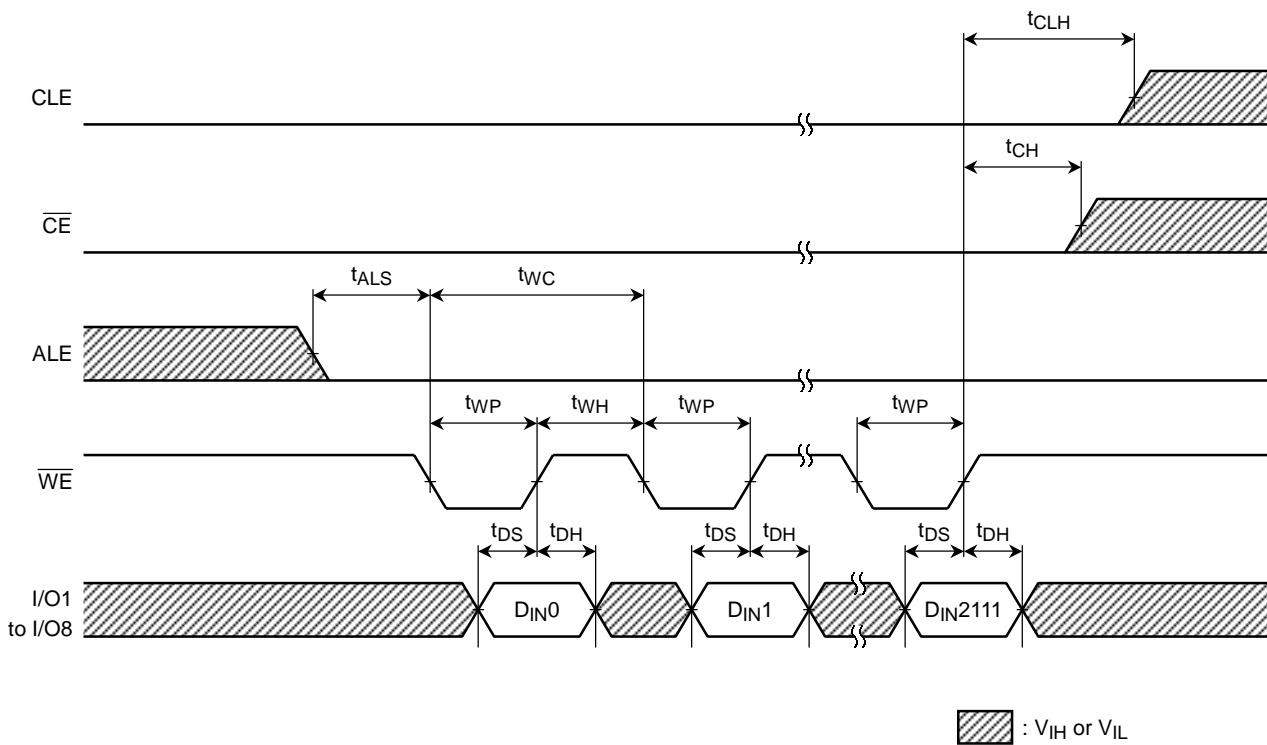 tCLH
CLE
tCH
CE
tALS tWC
ALE
tWP tWH tWP tWP
WE
tDS tDH tDS tDH tDS tDH
I/O1
to I/O8
DIN0 DIN1 DIN2111
: VIH or VIL